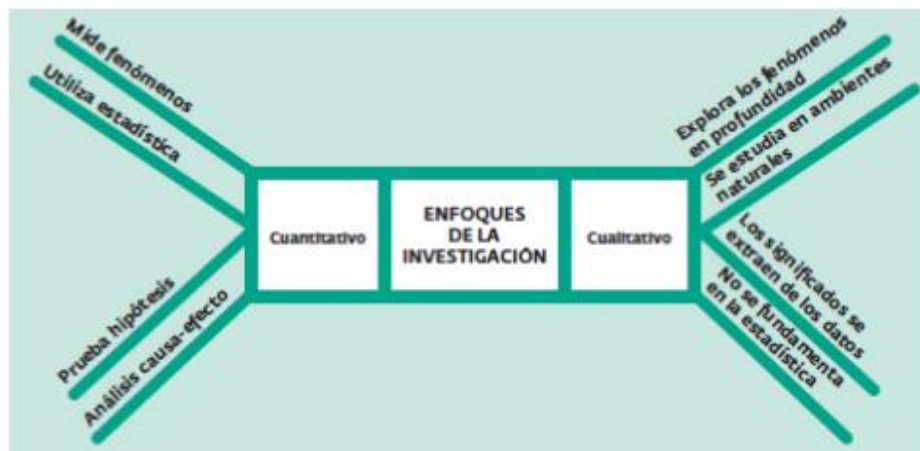 Mide fenómenos
Utiliza estadística
Prueba hipótesis
Análisis causa-efecto
Cuantitativo
ENFOQUES
DE LA
INVESTIGACIÓN
Cualitativo
Explora los fenómenos
en profundidad
Se estudia en ambientes
naturales
Los significados se
extraen de los datos
No se fundamenta
en la estadística